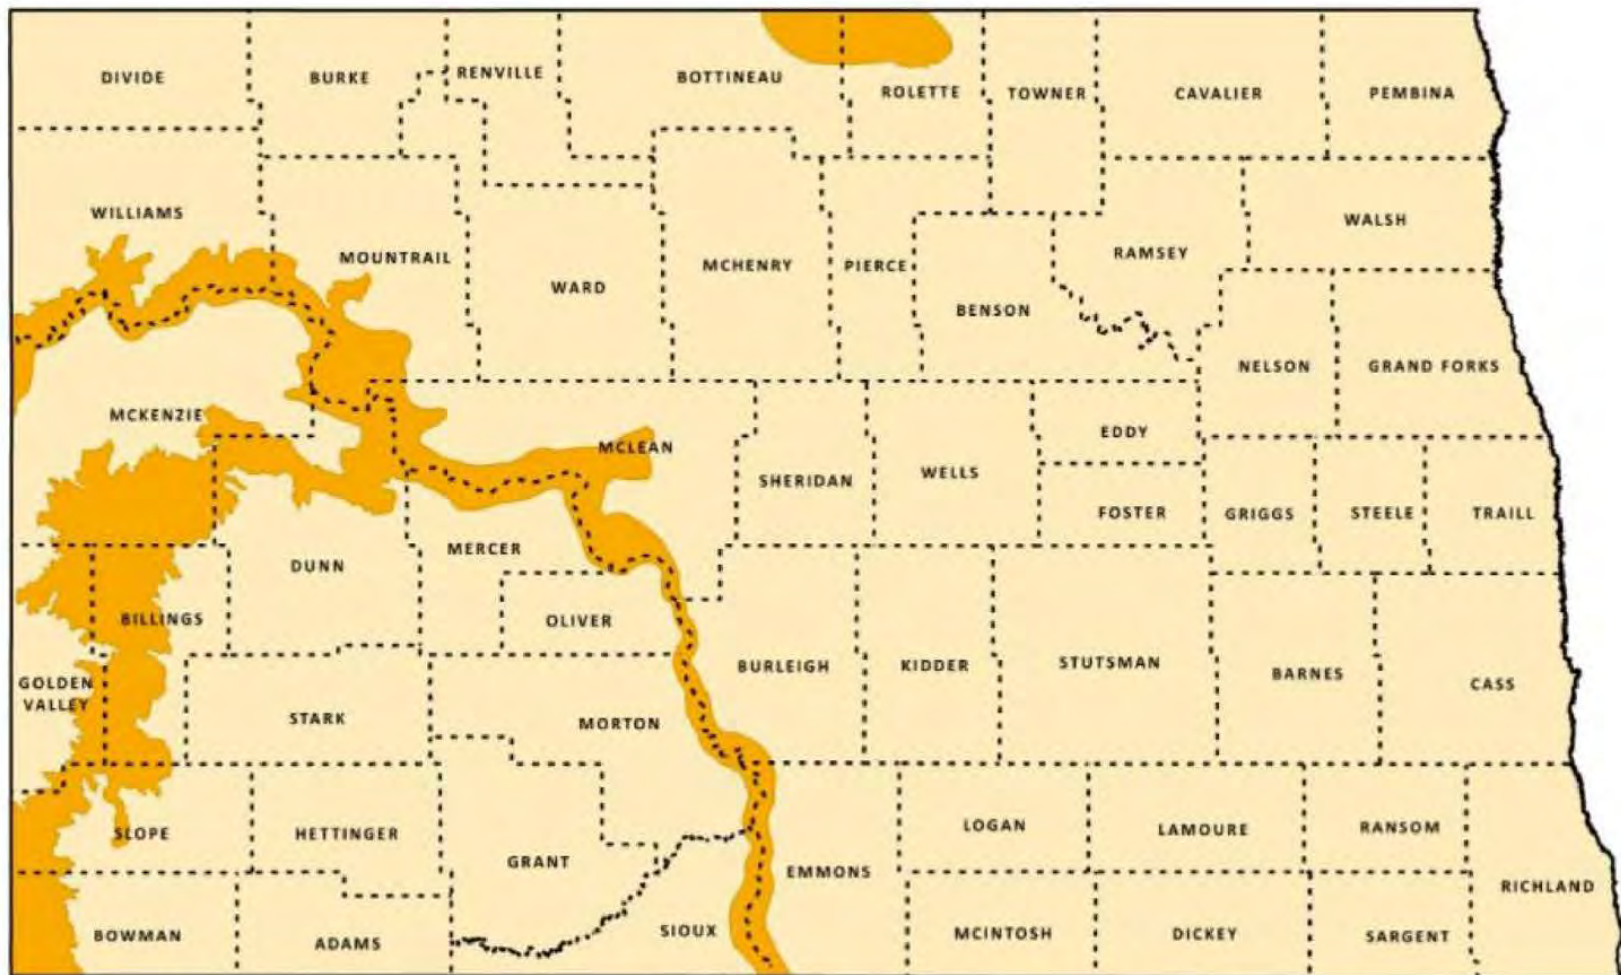 DIVIDE
BURKE
RENVILLE
BOTTINEAU
ROLETTE
TOWNER
CAVALIER
PEMBINA
WILLIAMS
MOUNTRAIL
WARD
MCHENRY
PIERCE
BENSON
RAMSEY
WALSH
NELSON
GRAND FORKS
MCKENZIE
MCLEAN
SHERIDAN
WELLS
EDDY
FOSTER
GRIGGS
STEELE
TRAILL
DUNN
MERCER
OLIVER
BILLINGS
GOLDEN
VALLEY
STARK
MORTON
BURLEIGH
KIDDER
STUTSMAN
BARNES
CASS
SLOPE
HETTINGER
GRANT
EMMONS
LOGAN
LAMOURE
RANSOM
RICHLAND
BOWMAN
ADAMS
SIOUX
MCINTOSH
DICKEY
SARGENT